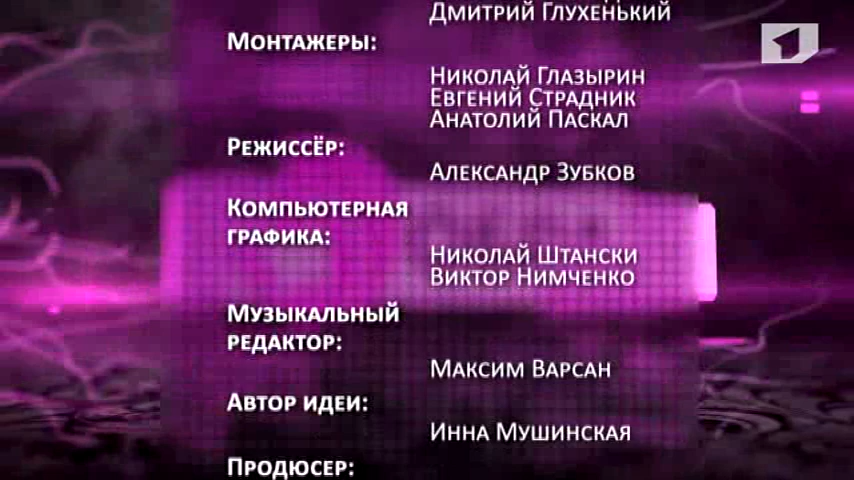 Дмитрий Глухенький
Монтажеры:
Николай Глазырин
Евгений Страдник
Анатолий Паскал
Режиссёр:
Александр Зубков
Компьютерная
графика:
Николай Штански
Виктор Нимченко
Музыкальный
редактор:
Максим Варсан
Автор идеи:
Инна Мушинская
Продюсер:
1